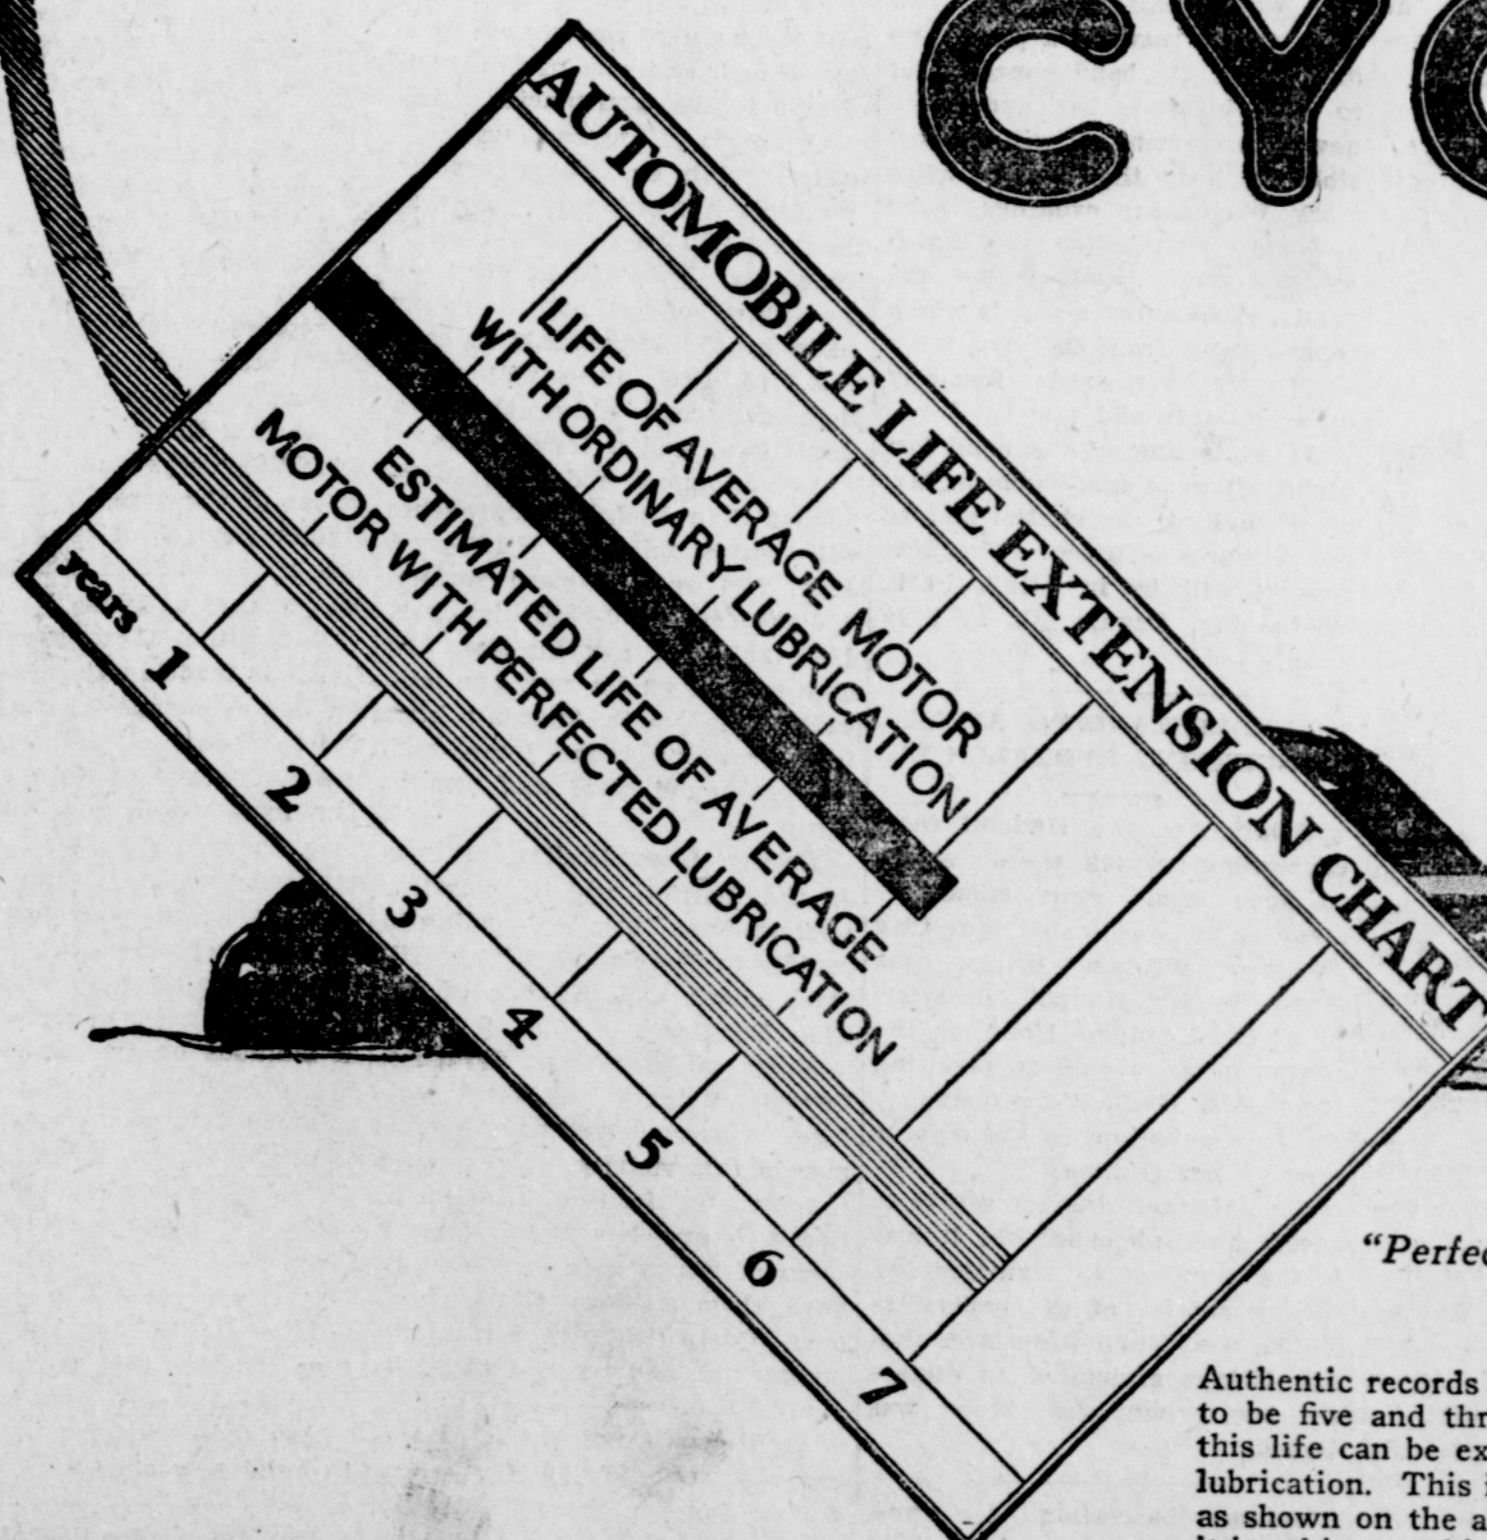 CYC
AUTOMOBILE LIFE EXTENSION CHART
LIFE OF AVERAGE MOTOR
WITH ORDINARY LUBRICATION
ESTIMATED LIFE OF AVERAGE
MOTOR WITH PERFECTED LUBRICATION
years 1 2 3 4 5 6 7
"Perfec
Authentic records
to be five and thr
this life can be ex
lubrication. This i
as shown on the a